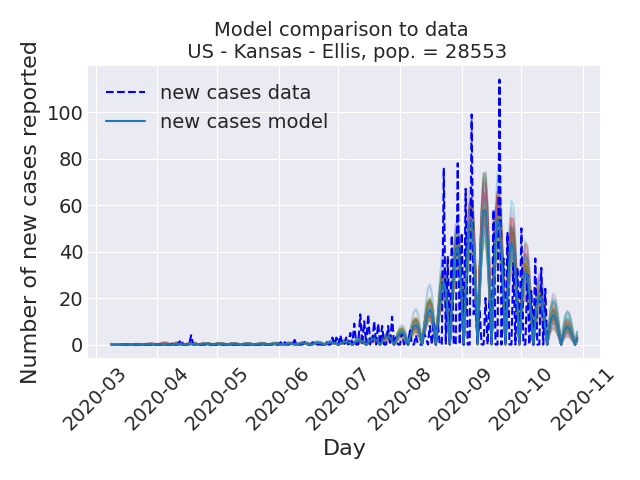 Model comparison to data
US - Kansas - Ellis, pop. = 28553
new cases data
new cases model
Number of new cases reported
100
80
60
40
20
0
2020-03
2020-04
2020-05
2020-06
2020-07
2020-08
2020-09
2020-10
2020-11
Day